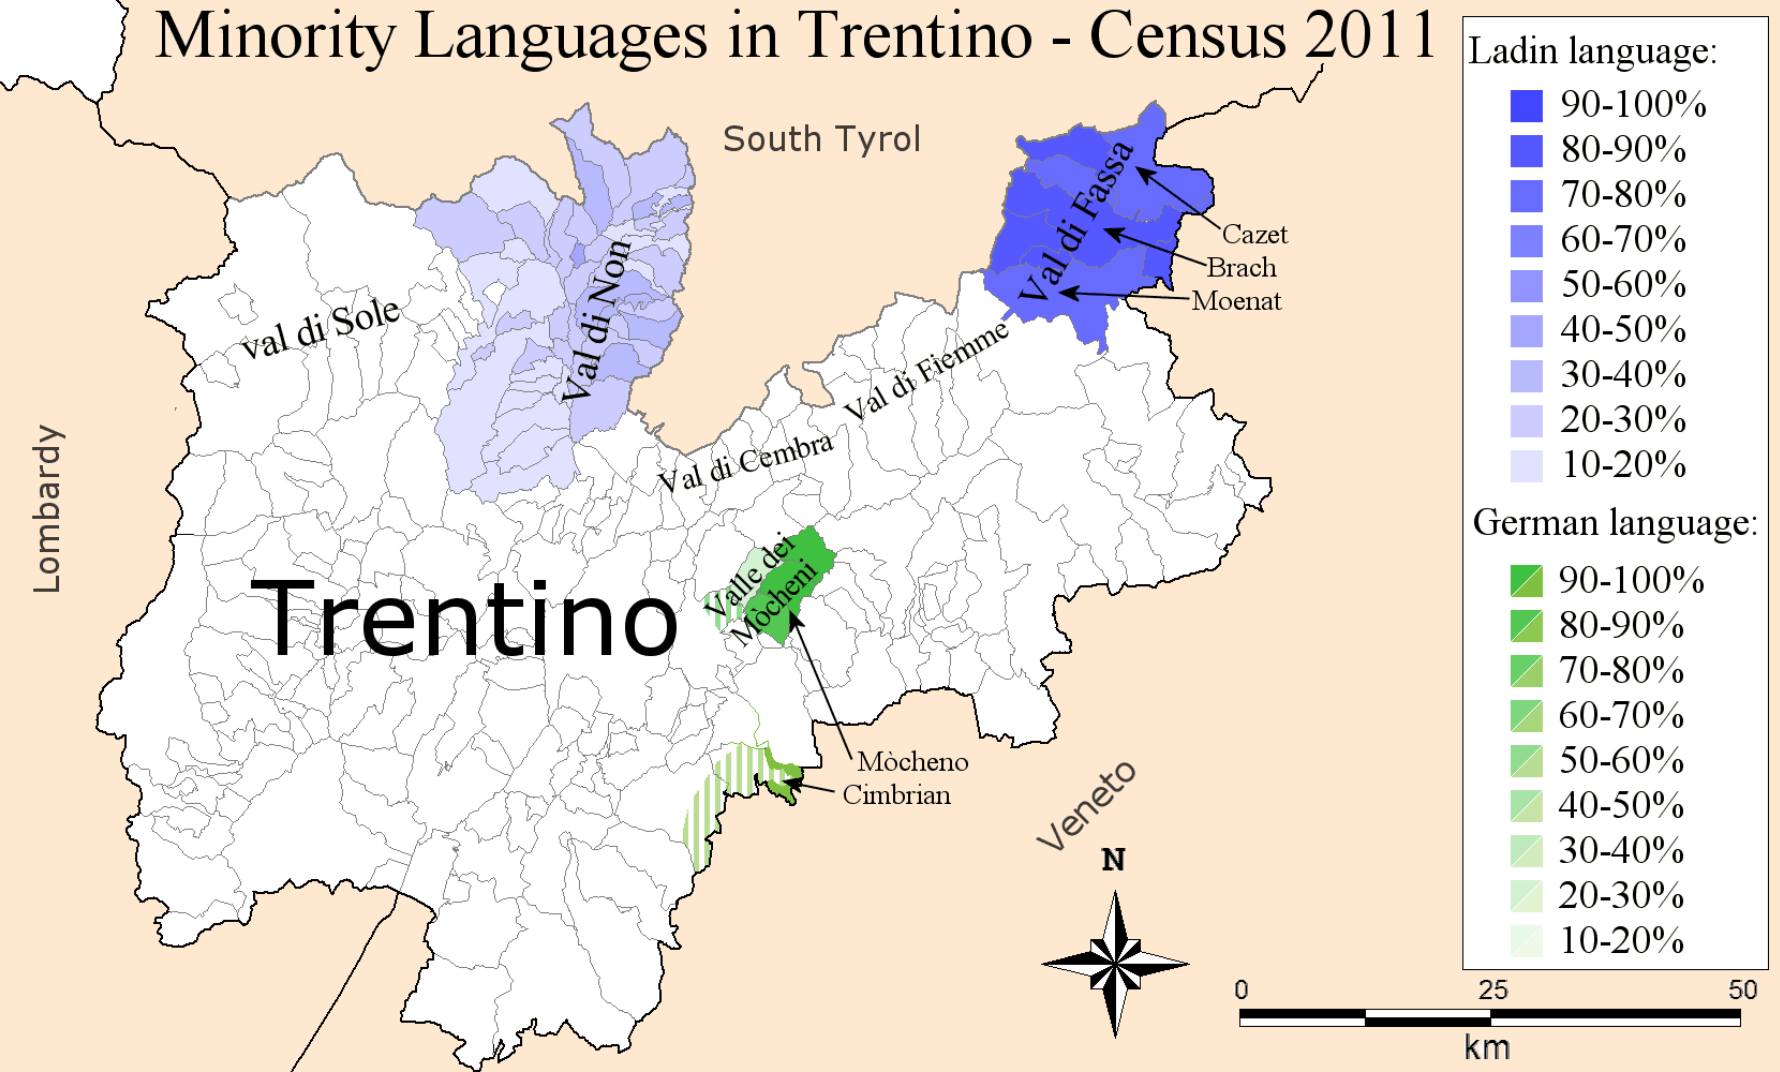 Minority Languages in Trentino - Census 2011
South Tyrol
Val di Fassa
Cazet
Brach
Moenat
Val di Non
val di Sole
Val di Fiemme
Val di Cembra
Lombardy
Valle dei
Mòcheni
Trentino
Mòcheno
Cimbrian
Veneto
N
Ladin language:
90-100%
80-90%
70-80%
60-70%
50-60%
40-50%
30-40%
20-30%
10-20%
German language:
90-100%
80-90%
70-80%
60-70%
50-60%
40-50%
30-40%
20-30%
10-20%
0 25 50
km